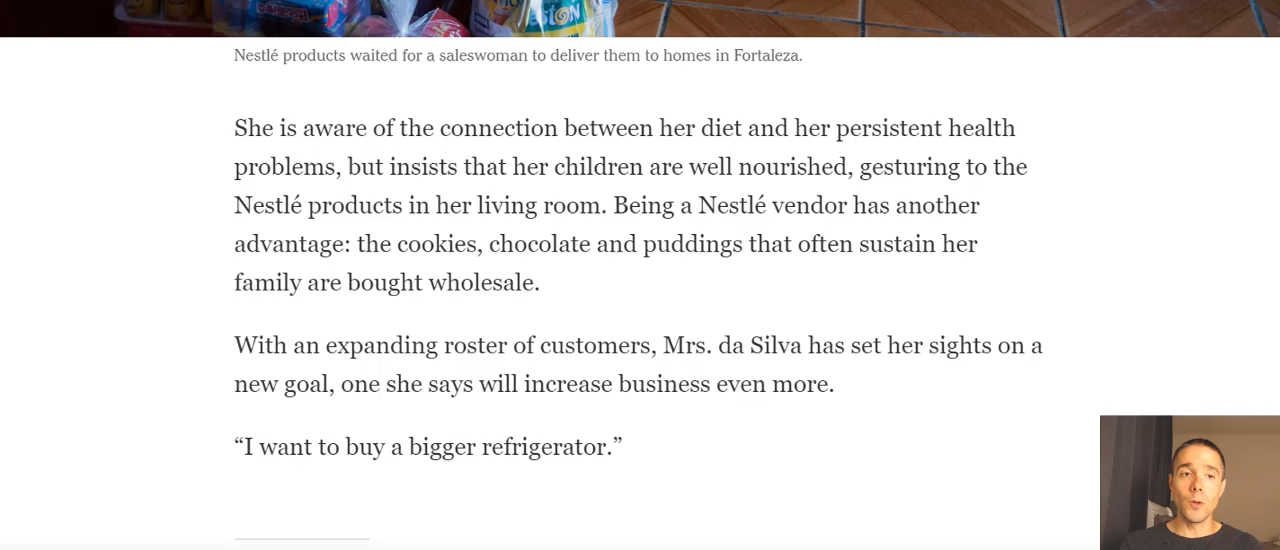 Nestlé products waited for a saleswoman to deliver them to homes in Fortaleza.
She is aware of the connection between her diet and her persistent health
problems, but insists that her children are well nourished, gesturing to the
Nestlé products in her living room. Being a Nestlé vendor has another
advantage: the cookies, chocolate and puddings that often sustain her
family are bought wholesale.
With an expanding roster of customers, Mrs. da Silva has set her sights on a
new goal, one she says will increase business even more.
“I want to buy a bigger refrigerator.”